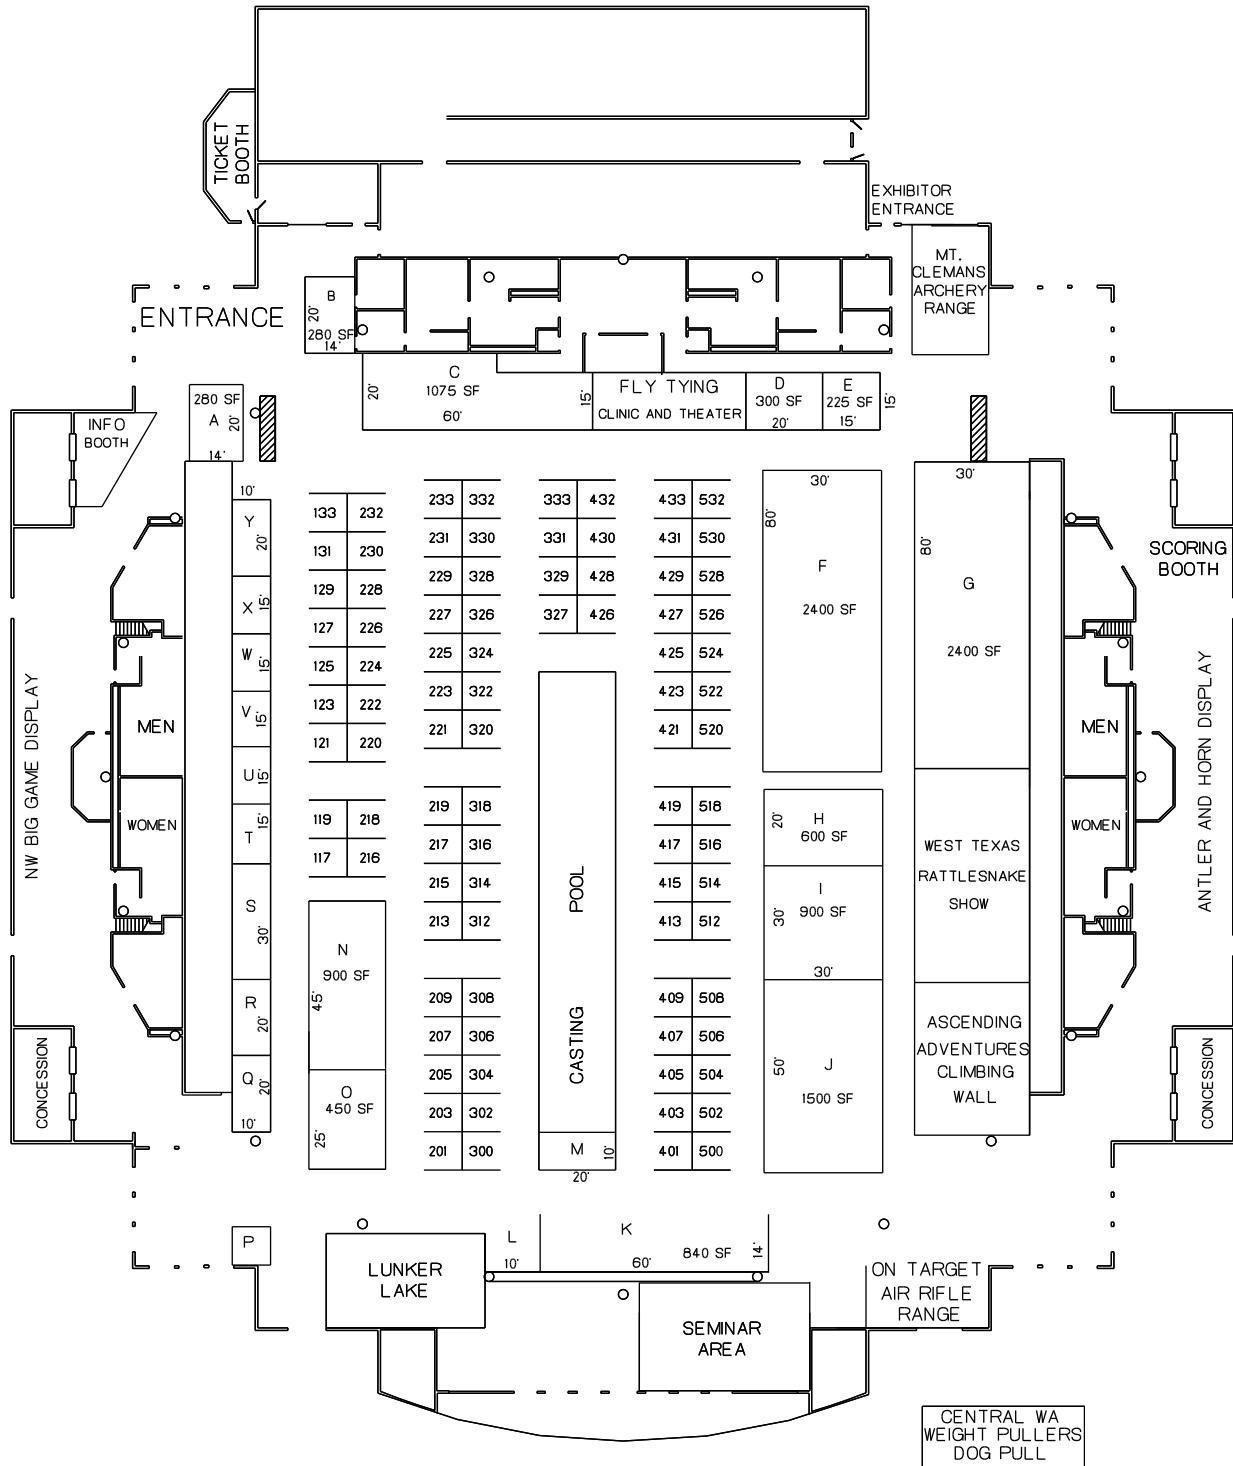 TICKET
BOOTH
EXHIBITOR
ENTRANCE
MT.
CLEMANS
ARCHERY
RANGE
ENTRANCE
B
20'
280 SF
14'
C
1075 SF
20'
60'
15'
FLY TYING
CLINIC AND THEATER
D
300 SF
20'
E
225 SF
15'
15'
280 SF
A
20'
14'
INFO
BOOTH
10'
Y
20'
X
15'
W
15'
V
15'
U
15'
T
15'
S
30'
R
20'
Q
20'
10'
133 232
131 230
129 228
127 226
125 224
123 222
121 220
119 218
117 216
N
900 SF
45'
O
450 SF
25'
233 332
231 330
229 328
227 326
225 324
223 322
221 320
219 318
217 316
215 314
213 312
209 308
207 306
205 304
203 302
201 300
333 432
331 430
329 428
327 426
CASTING POOL
M
10'
20'
433 532
431 530
429 528
427 526
425 524
423 522
421 520
419 518
417 516
415 514
413 512
409 508
407 506
405 504
403 502
401 500
30'
80'
F
2400 SF
20'
H
600 SF
I
900 SF
30'
30'
50'
J
1500 SF
30'
80'
G
2400 SF
WEST TEXAS
RATTLESNAKE
SHOW
ASCENDING
ADVENTURES
CLIMBING
WALL
NW BIG GAME DISPLAY
MEN
WOMEN
CONCESSION
SCORING
BOOTH
MEN
WOMEN
ANTLER AND HORN DISPLAY
CONCESSION
P
LUNKER
LAKE
L
10'
K
60'
840 SF
14'
SEMINAR
AREA
ON TARGET
AIR RIFLE
RANGE
CENTRAL WA
WEIGHT PULLERS
DOG PULL